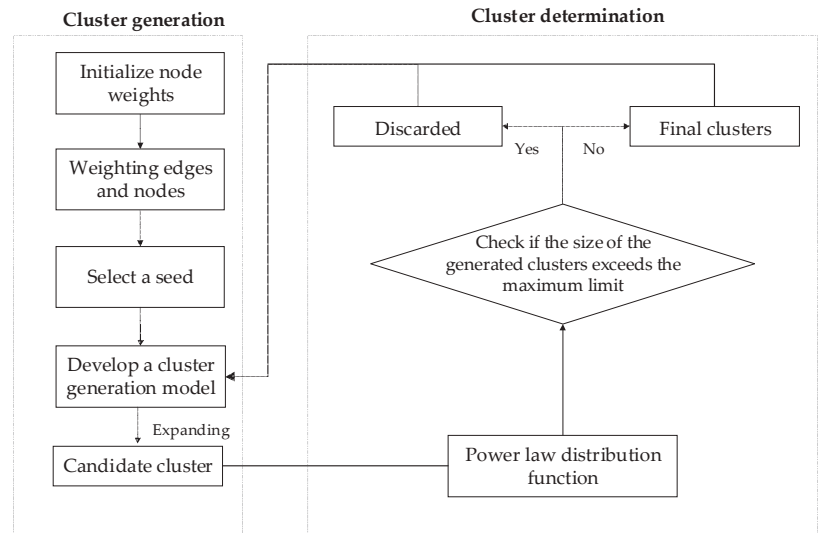 Cluster generation
Initialize node
weights
Weighting edges
and nodes
Select a seed
Develop a cluster
generation model
Expanding
Candidate cluster
Cluster determination
Discarded
Final clusters
Yes
No
Check if the size of the
generated clusters exceeds the
maximum limit
Power law distribution
function